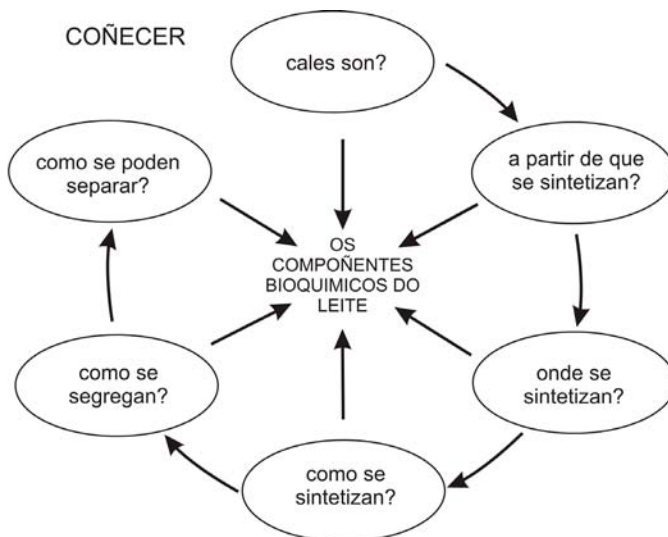 COÑECER
cales son?
a partir de que
se sintetizan?
onde se
sintetizan?
como se
sintetizan?
como se
segregan?
como se poden
separar?
OS
COMPOÑENTES
BIOQUIMICOS DO
LEITE